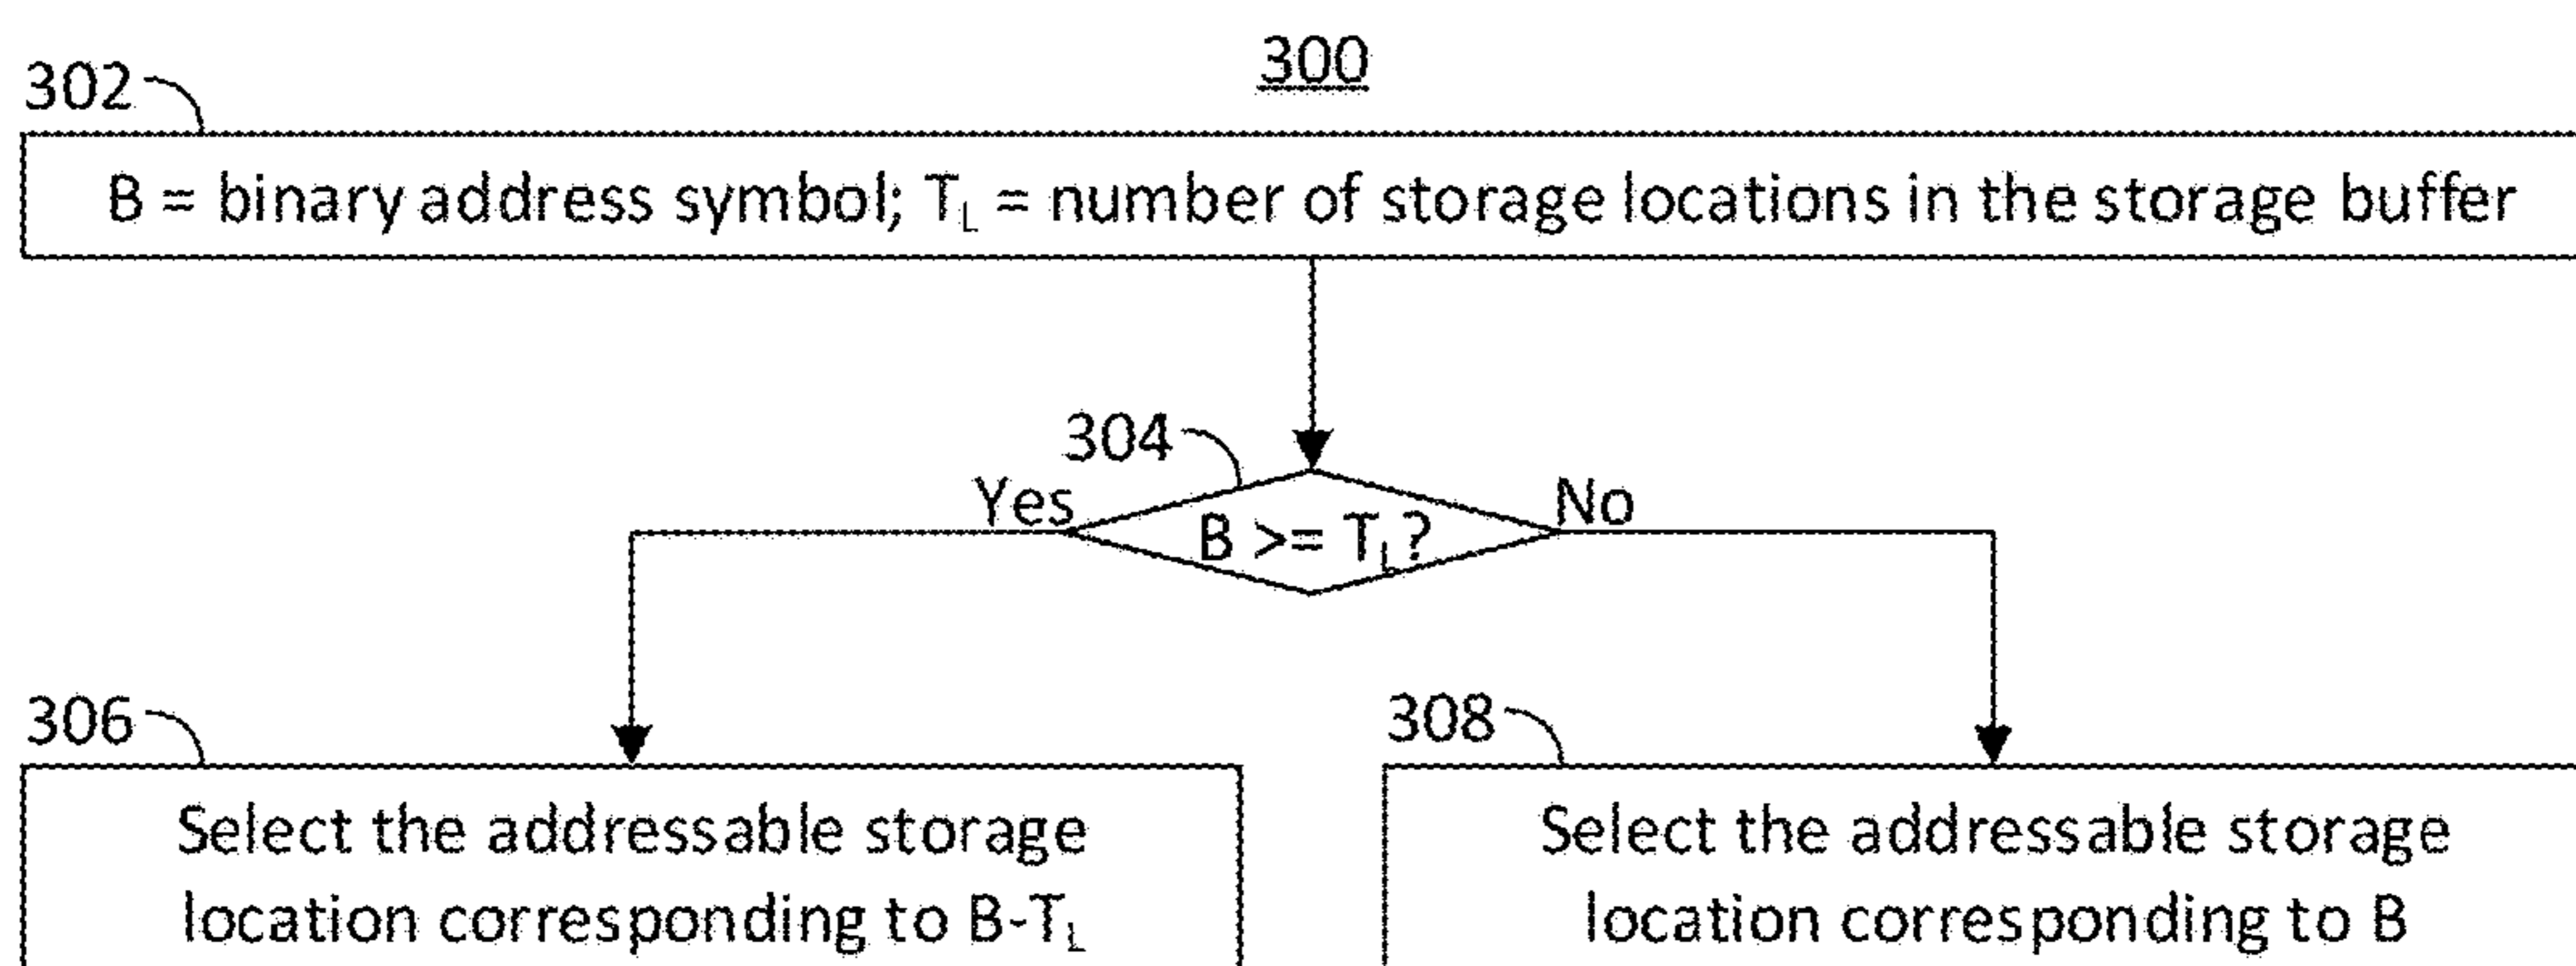 300
302
B = binary address symbol; TL = number of storage locations in the storage buffer
304
Yes
B >= TL?
No
306
308
Select the addressable storage
location corresponding to B-TL
Select the addressable storage
location corresponding to B